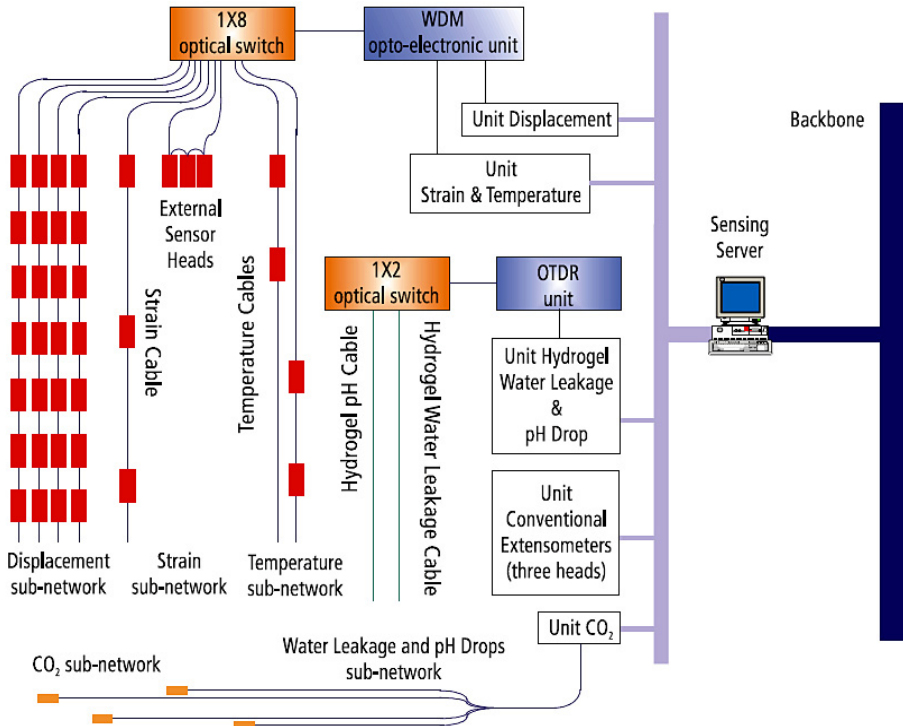 1X8
optical switch
WDM
opto-electronic unit
Unit Displacement
Unit
Strain & Temperature
Backbone
External
Sensor
Heads
Strain Cable
Temperature Cables
1X2
optical switch
OTDR
unit
Sensing
Server
Hydrogel pH Cable
Hydrogel Water Leakage Cable
Unit Hydrogel
Water Leakage
&
pH Drop
Unit
Conventional
Extensometers
(three heads)
Displacement
sub-network
Strain
sub-network
Temperature
sub-network
Unit CO₂
Water Leakage and pH Drops
sub-network
CO₂ sub-network